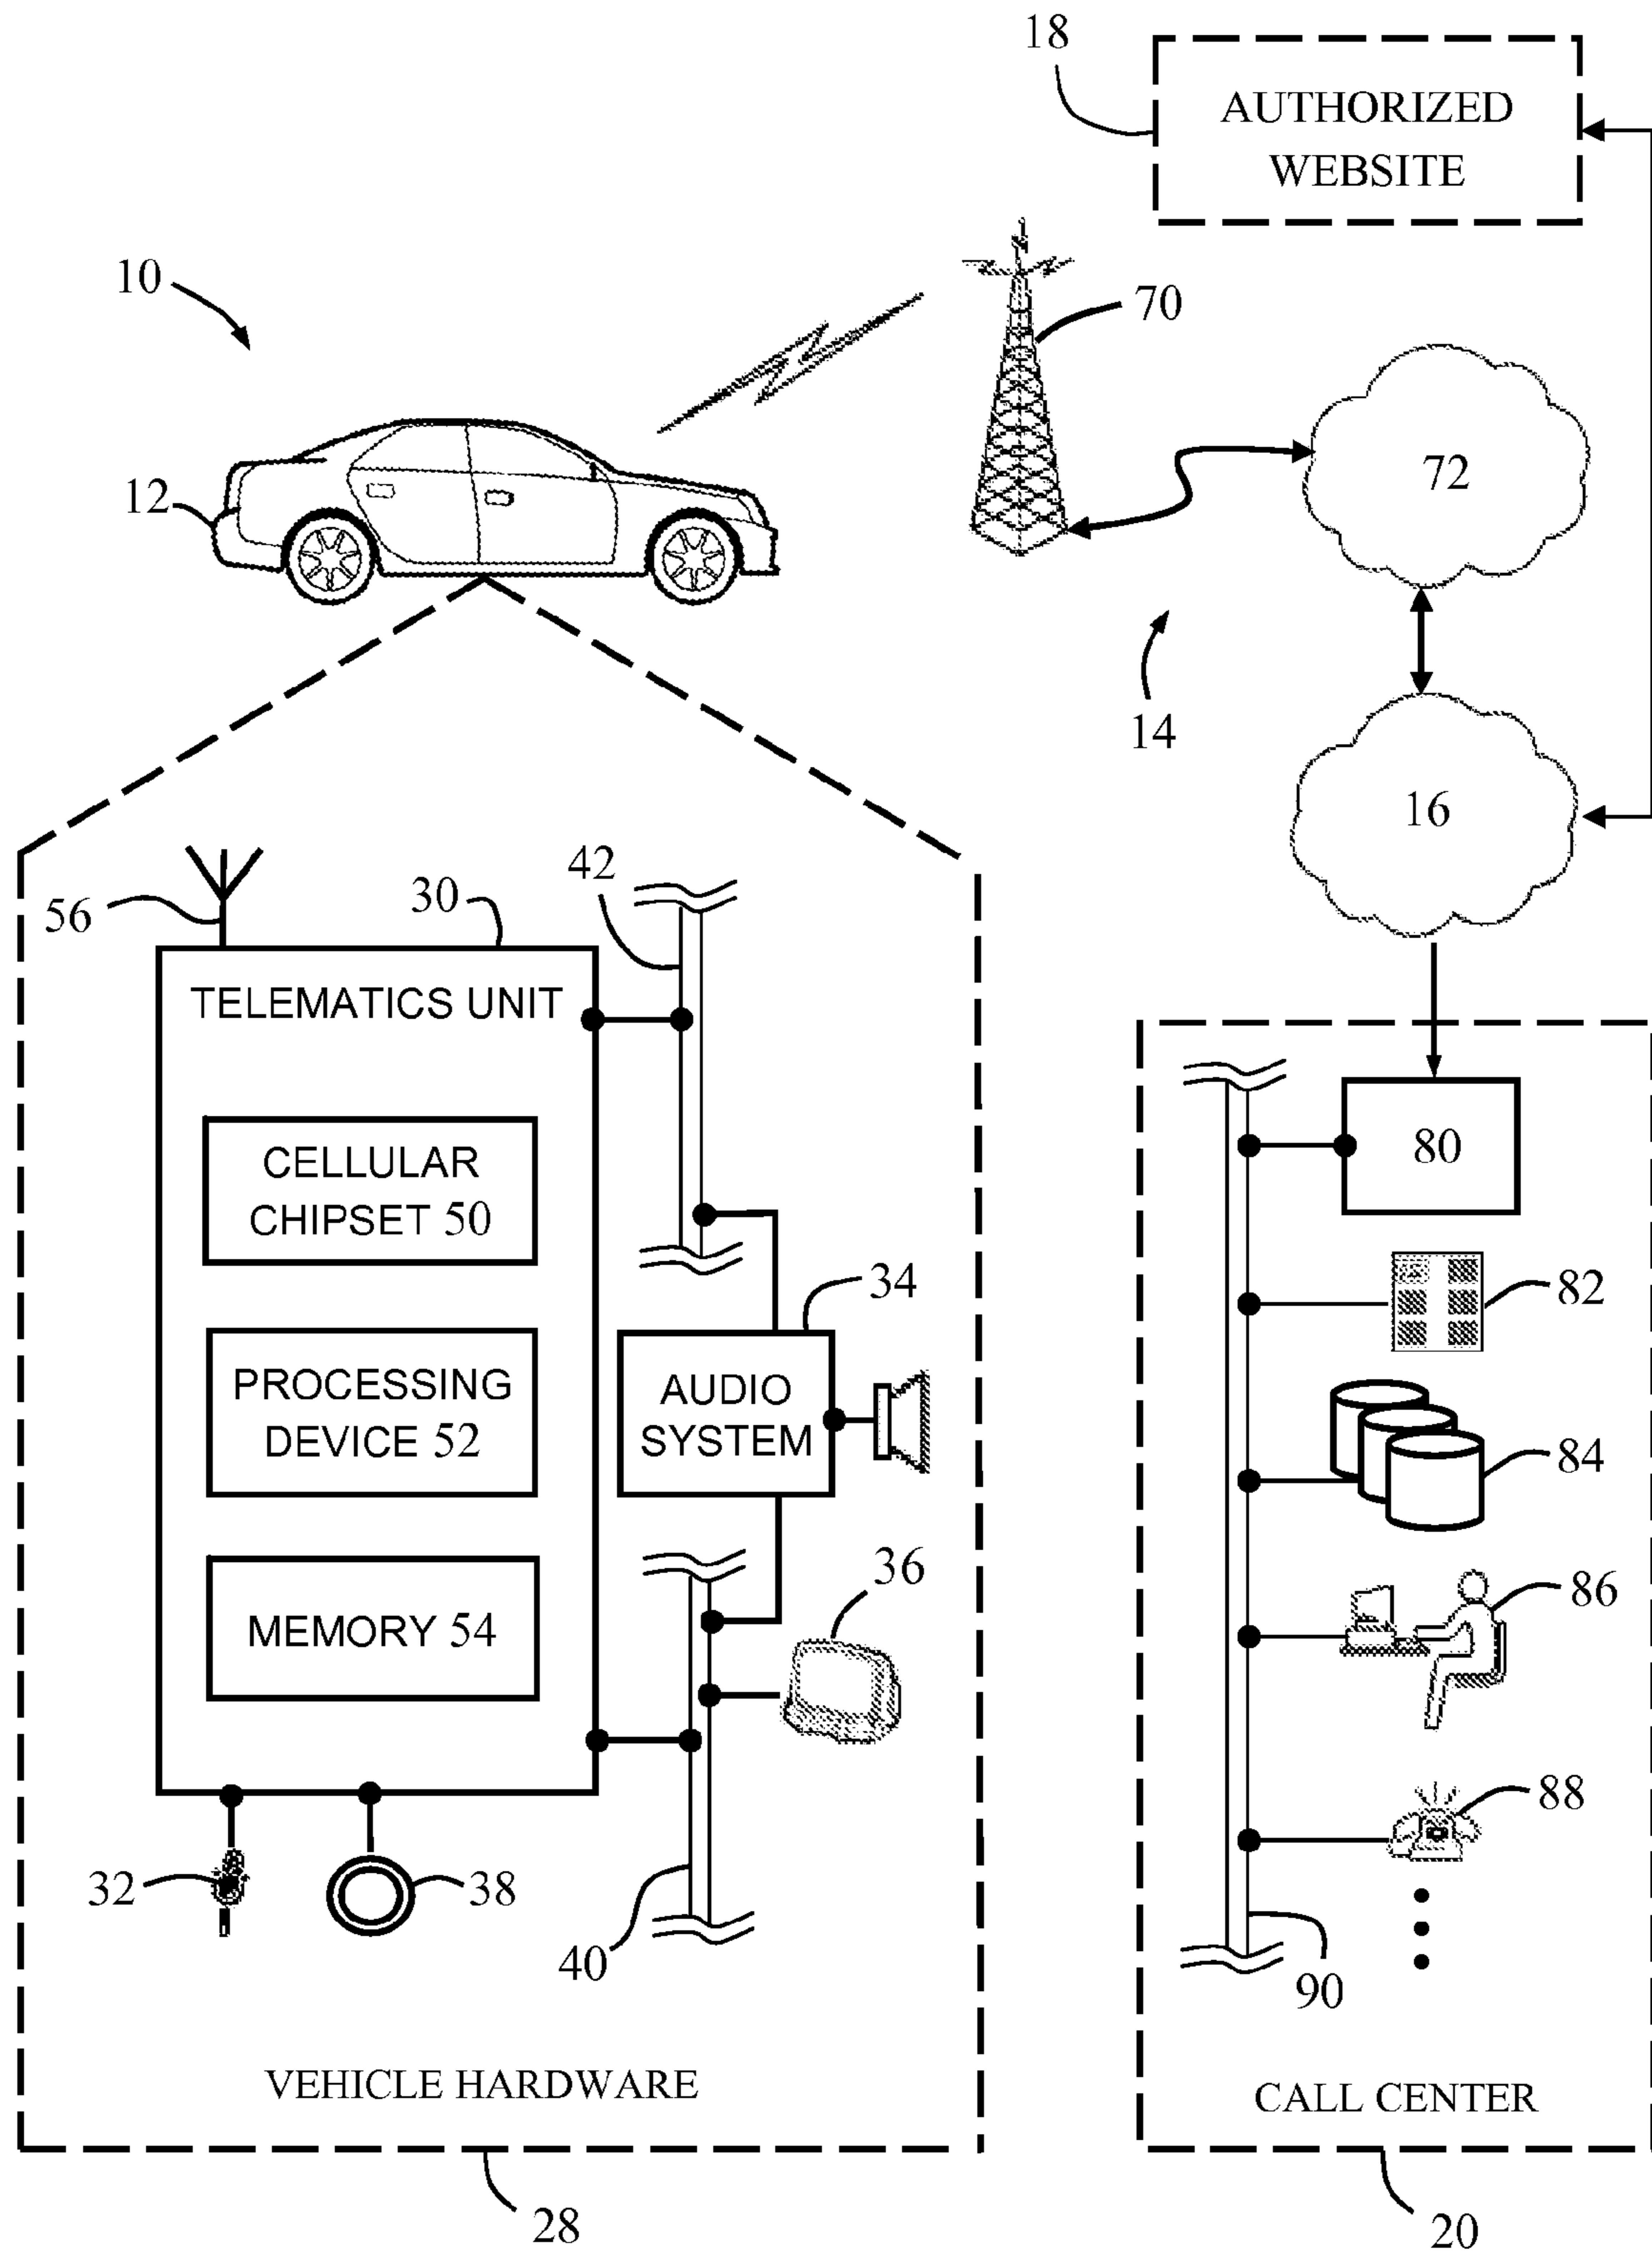 18
AUTHORIZED
WEBSITE
10
70
72
12
14
16
42
30
56
TELEMATICS UNIT
CELLULAR
CHIPSET 50
80
34
82
PROCESSING
DEVICE 52
AUDIO
SYSTEM
84
36
86
MEMORY 54
88
32
38
40
90
VEHICLE HARDWARE
CALL CENTER
28
20